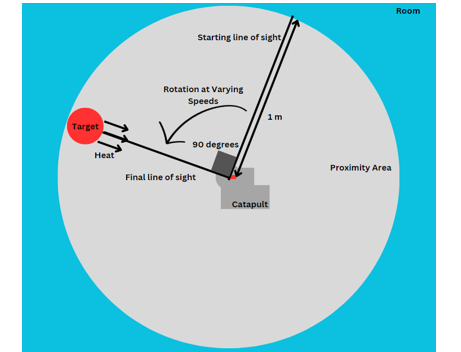 Room
Starting line of sight
Rotation at Varying
Speeds
1 m
Target
90 degrees
Heat
Proximity Area
Final line of sight
Catapult